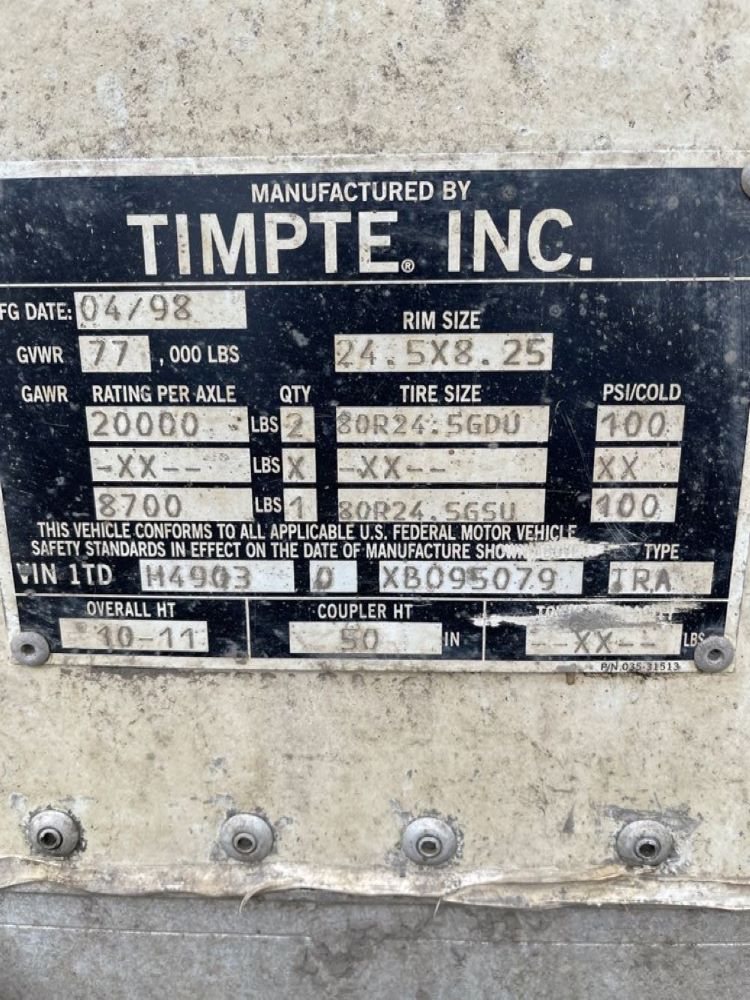 MANUFACTURED BY
TIMPTE® INC.
FG DATE: 04/98
RIM SIZE
GVWR 77 ,000 LBS 24.5X8.25
GAWR RATING PER AXLE QTY TIRE SIZE PSI/COLD
20000 LBS 2 80R24.5GDU 100
-XX-- LBS X -XX-- XX
8700 LBS 1 80R24.5GSU 100
THIS VEHICLE CONFORMS TO ALL APPLICABLE U.S. FEDERAL MOTOR VEHICLE
SAFETY STANDARDS IN EFFECT ON THE DATE OF MANUFACTURE SHOWN TYPE
VIN 1TD H4903 0 XB095079 TRA
OVERALL HT COUPLER HT
10-11 50 IN --XX-- LBS
P/N 035-31513